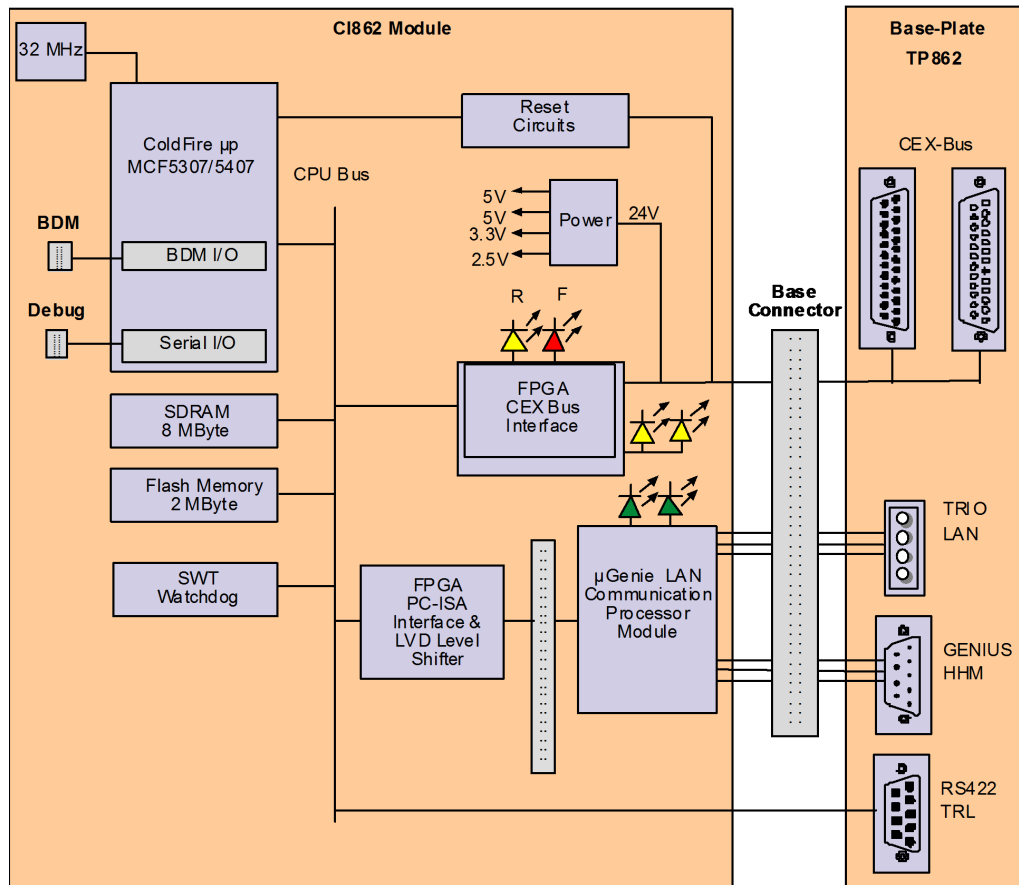 CI862 Module
Base-Plate
TP862
32 MHz
ColdFire µp
MCF5307/5407
CPU Bus
Reset
Circuits
CEX-Bus
5V
5V
3.3V
2.5V
Power
24V
BDM
BDM I/O
Debug
Serial I/O
R
F
Base
Connector
FPGA
CEX Bus
Interface
SDRAM
8 MByte
Flash Memory
2 MByte
SWT
Watchdog
FPGA
PC-ISA
Interface &
LVD Level
Shifter
µGenie LAN
Communication
Processor
Module
TRIO
LAN
GENIUS
HHM
RS422
TRL